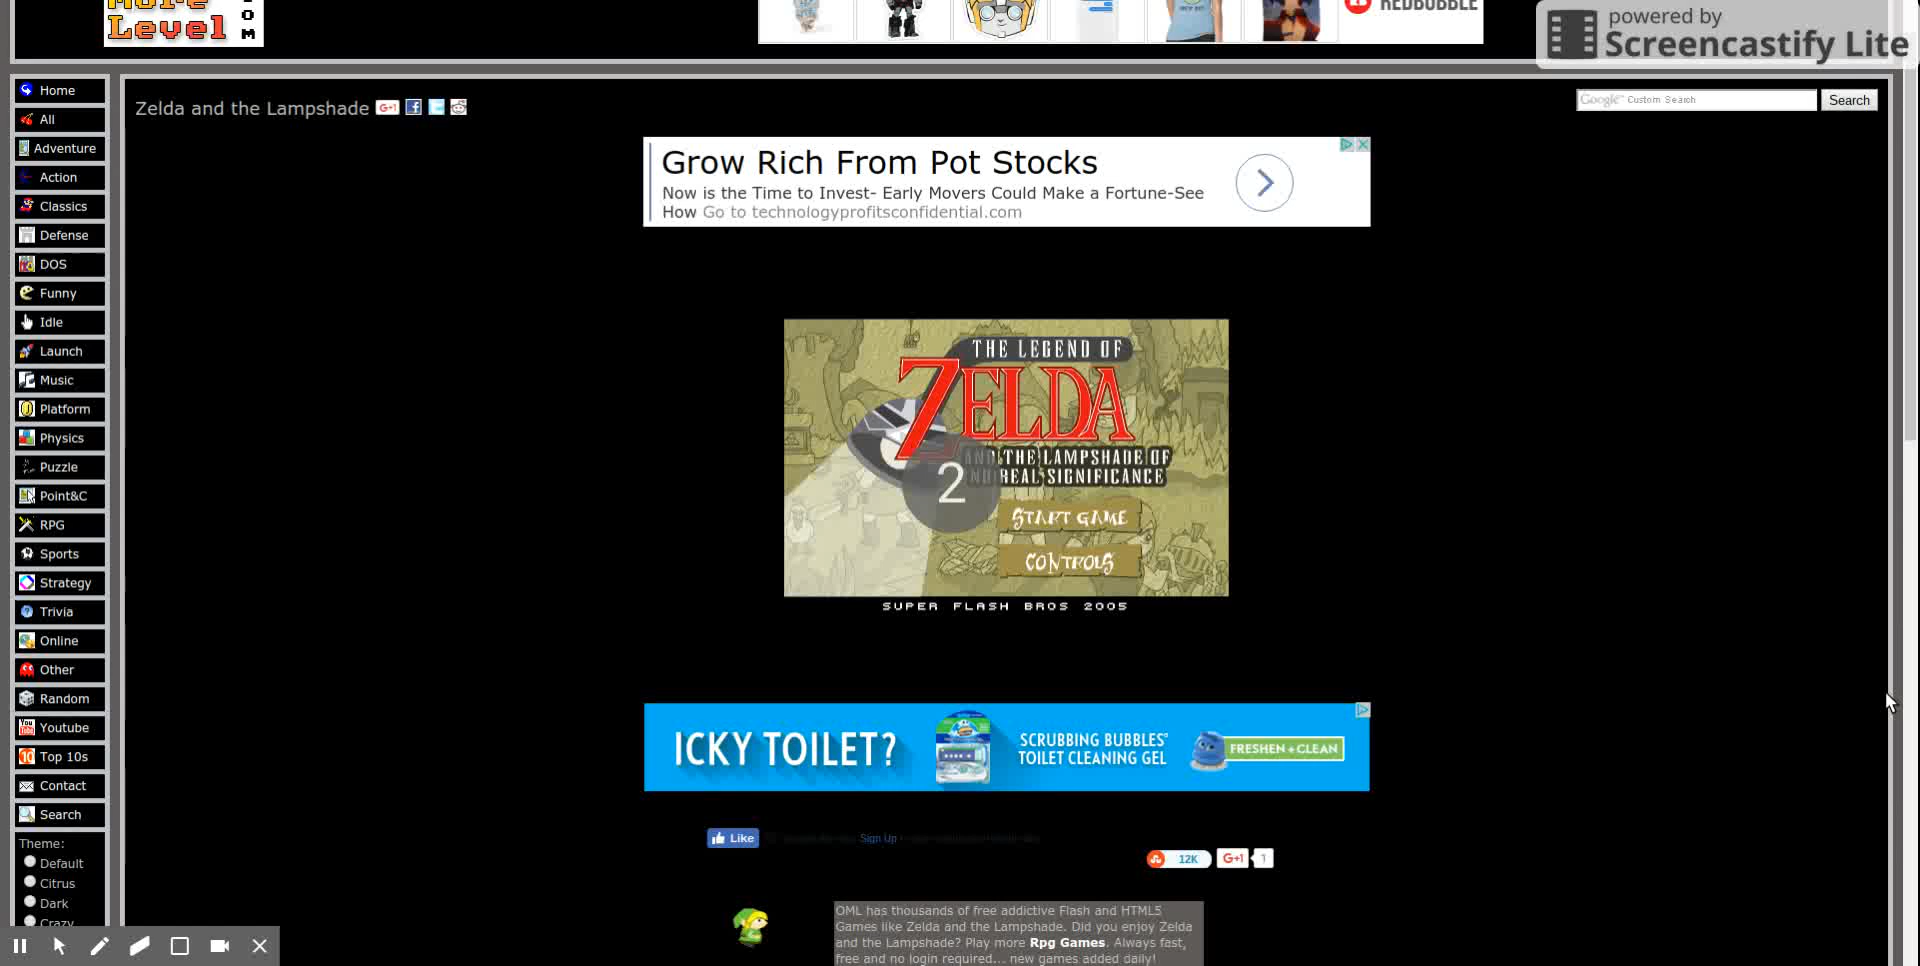 More
Level
O
M
REDBUBBLE
powered by
Screencastify Lite
Home
All
Adventure
Action
Classics
Defense
DOS
Funny
Idle
Launch
Music
Platform
Physics
Puzzle
Point&C
RPG
Sports
Strategy
Trivia
Online
Other
Random
Youtube
Top 10s
Contact
Search
Theme:
Default
Citrus
Dark
Crazy
Zelda and the Lampshade G+1
Google Custom Search Search
Grow Rich From Pot Stocks
Now is the Time to Invest- Early Movers Could Make a Fortune-See
How Go to technologyprofitsconfidential.com
THE LEGEND OF
ZELDA
AND THE LAMPSHADE OF
NO REAL SIGNIFICANCE
2
START GAME
CONTROLS
SUPER FLASH BROS 2005
ICKY TOILET?
SCRUBBING BUBBLES®
TOILET CLEANING GEL
FRESHEN + CLEAN
Like
Sign Up
12K G+1 1
OML has thousands of free addictive Flash and HTML5
Games like Zelda and the Lampshade. Did you enjoy Zelda
and the Lampshade? Play more Rpg Games. Always fast,
free and no login required... new games added daily!